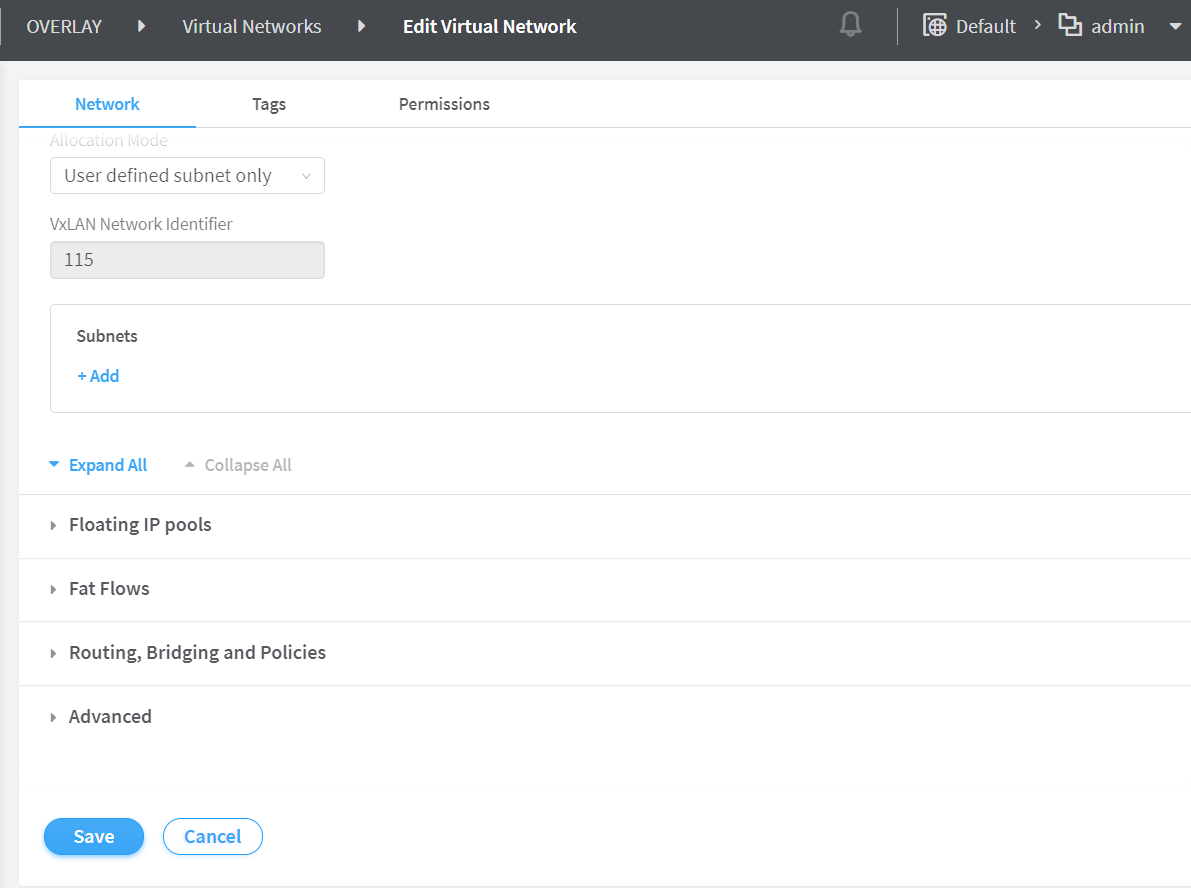 OVERLAY Virtual Networks Edit Virtual Network Default admin
Network Tags Permissions
Allocation Mode
User defined subnet only
VxLAN Network Identifier
115
Subnets
+ Add
Expand All Collapse All
Floating IP pools
Fat Flows
Routing, Bridging and Policies
Advanced
Save Cancel